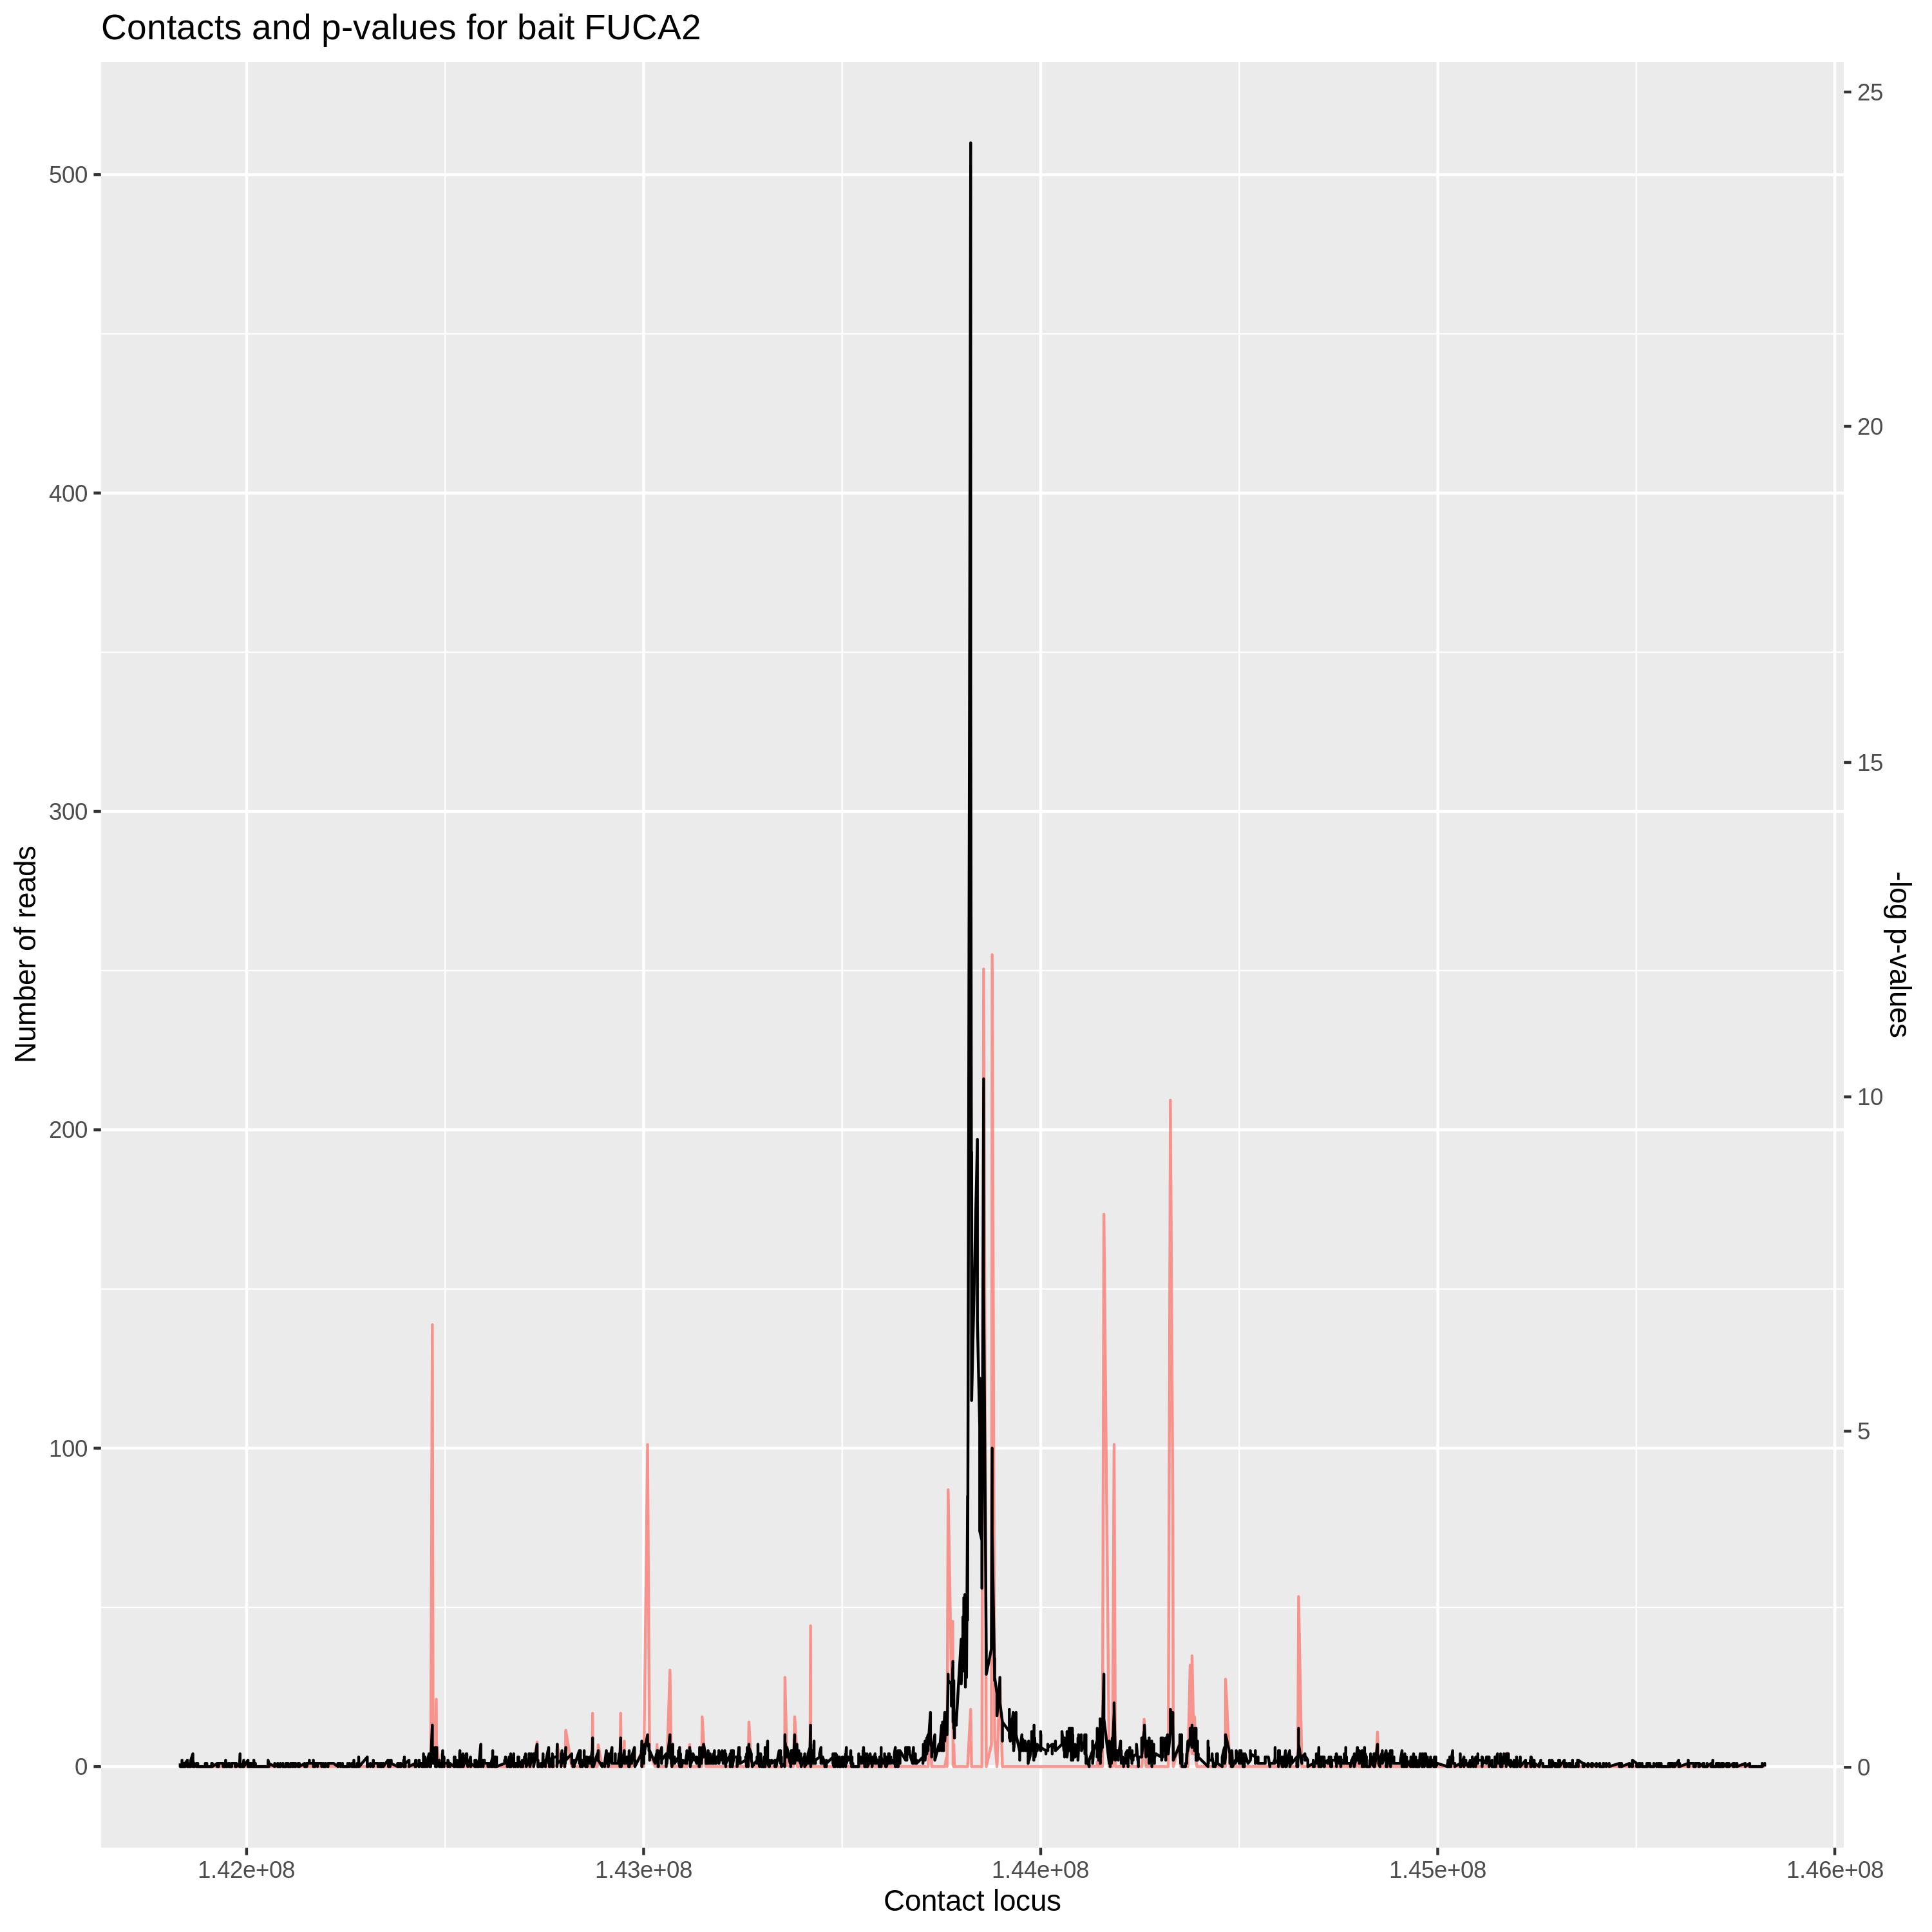 Contacts and p-values for bait FUCA2
Number of reads
500
400
300
200
100
0
25
20
15
10
5
0
-log p-values
1.42e+08
1.43e+08
1.44e+08
1.45e+08
1.46e+08
Contact locus